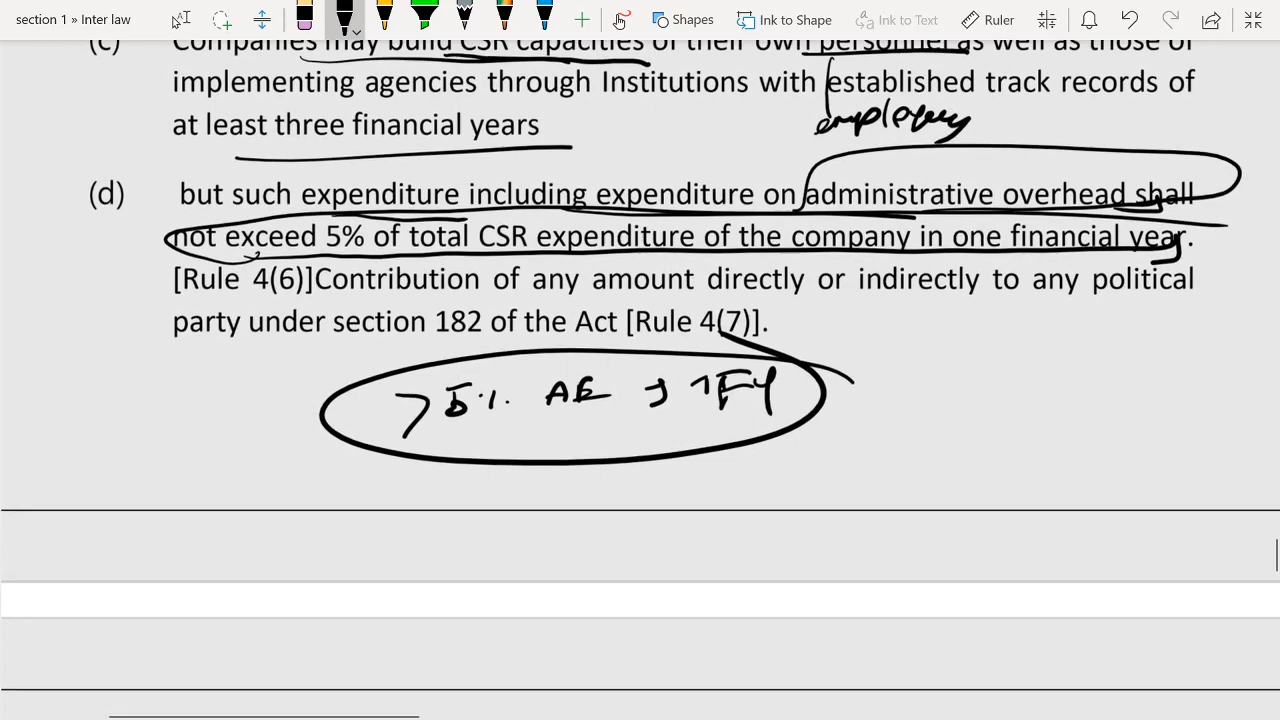 section 1 » Inter law
Shapes
Ink to Shape
Ink to Text
Ruler
(c) Companies may build CSR capacities of their own personnel as well as those of
implementing agencies through Institutions with established track records of
at least three financial years
employees
(d) but such expenditure including expenditure on administrative overhead shall
not exceed 5% of total CSR expenditure of the company in one financial year.
[Rule 4(6)]Contribution of any amount directly or indirectly to any political
party under section 182 of the Act [Rule 4(7)].
> 5% AE 1 FY